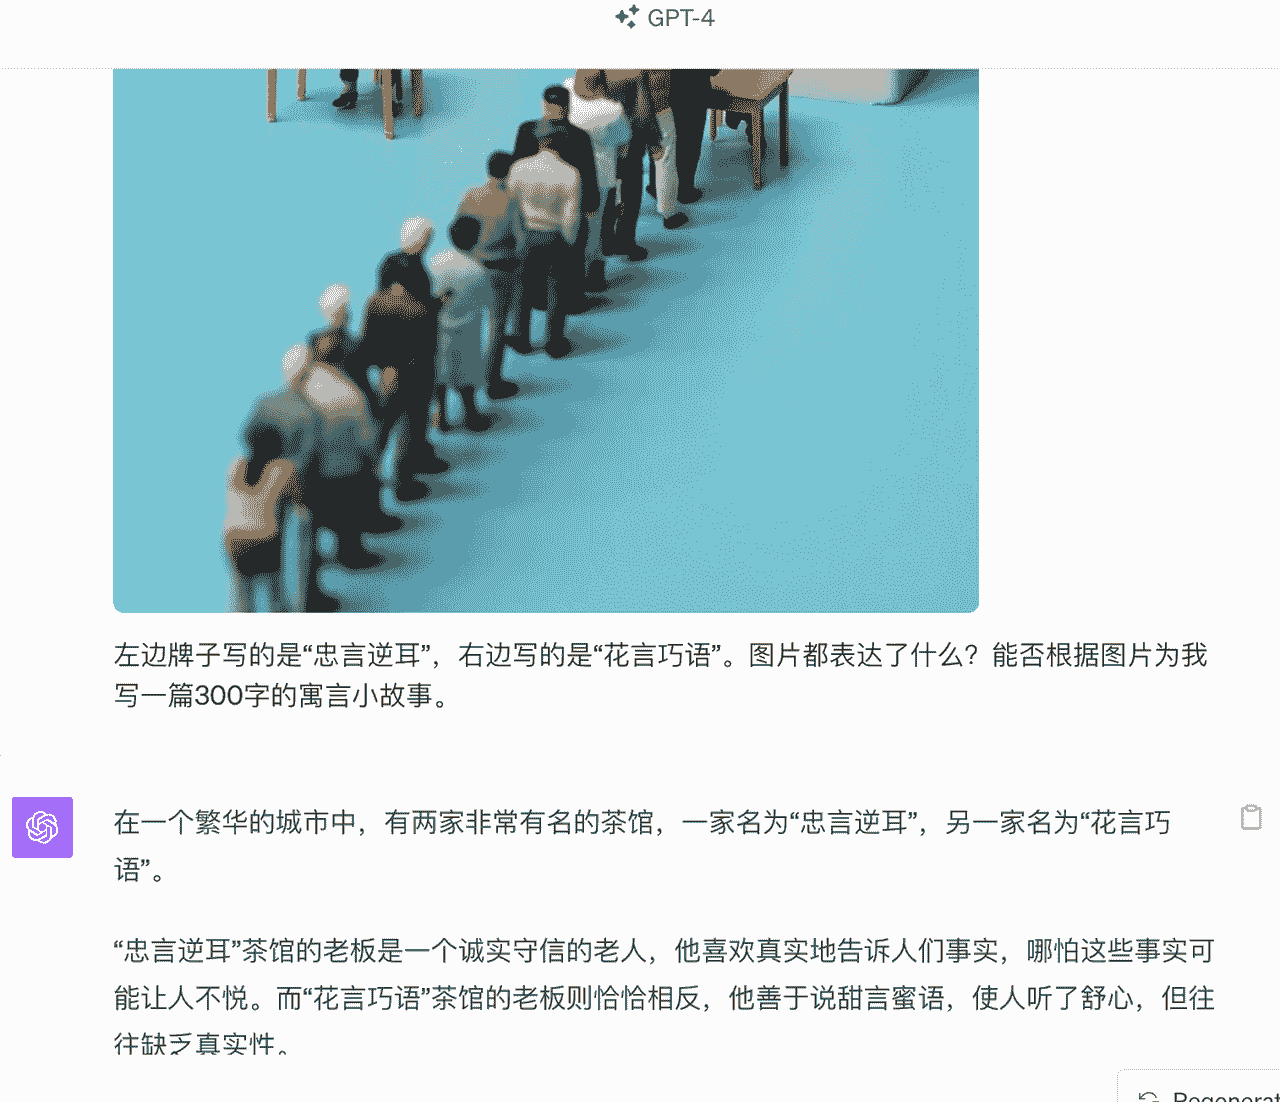 GPT-4
左边牌子写的是“忠言逆耳”，右边写的是“花言巧语”。图片都表达了什么？能否根据图片为我
写一篇300字的寓言小故事。
在一个繁华的城市中，有两家非常有名的茶馆，一家名为“忠言逆耳”，另一家名为“花言巧
语”。
“忠言逆耳”茶馆的老板是一个诚实守信的老人，他喜欢真实地告诉人们事实，哪怕这些事实可
能让人不悦。而“花言巧语”茶馆的老板则恰恰相反，他善于说甜言蜜语，使人听了舒心，但往
往缺乏真实性。